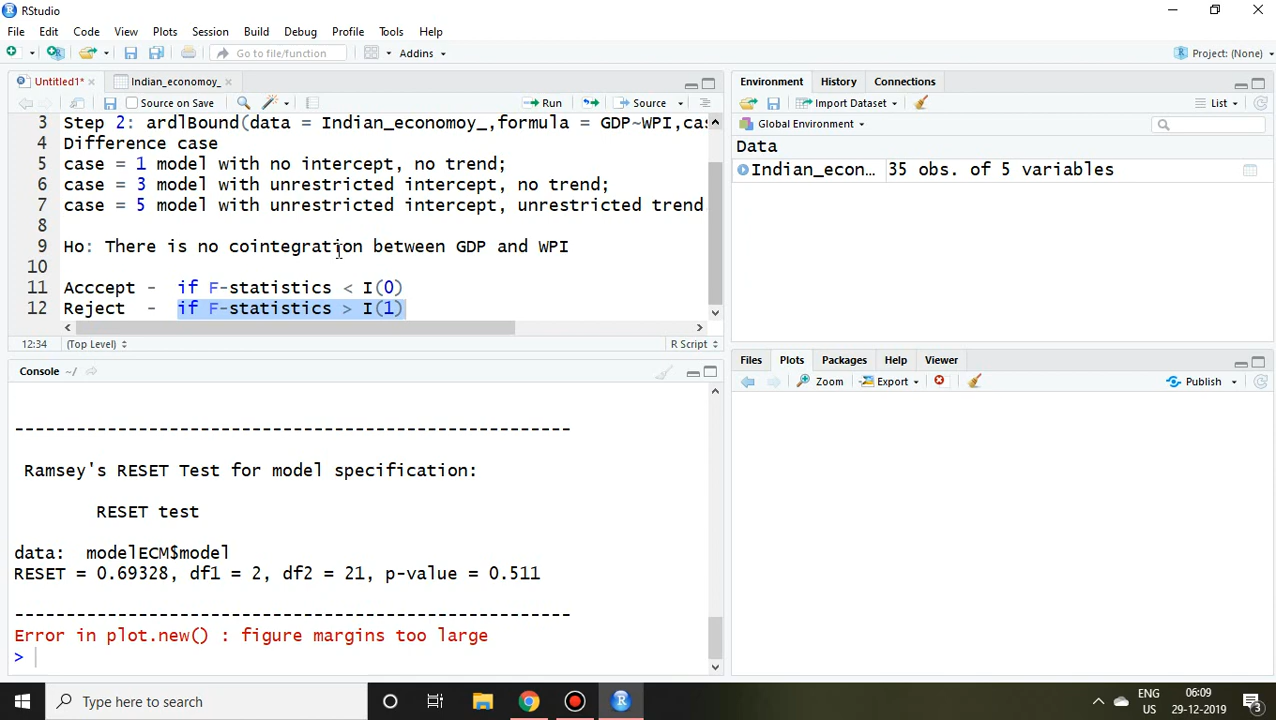 RStudio
File Edit Code View Plots Session Build Debug Profile Tools Help
Go to file/function Addins Project: (None)
Untitled1* Indian_economoy_
Source on Save Run Source
3 Step 2: ardlBound(data = Indian_economoy_,formula = GDP~WPI,cas
4 Difference case
5 case = 1 model with no intercept, no trend;
6 case = 3 model with unrestricted intercept, no trend;
7 case = 5 model with unrestricted intercept, unrestricted trend
8
9 Ho: There is no cointegration between GDP and WPI
10
11 Acccept - if F-statistics < I(0)
12 Reject - if F-statistics > I(1)
12:34 (Top Level) R Script
Console ~/
-----------------------------------------------------
Ramsey's RESET Test for model specification:
RESET test
data: modelECM$model
RESET = 0.69328, df1 = 2, df2 = 21, p-value = 0.511
-----------------------------------------------------
Error in plot.new() : figure margins too large
>
Environment History Connections
Import Dataset List
Global Environment
Data
Indian_econ... 35 obs. of 5 variables
Files Plots Packages Help Viewer
Zoom Export Publish
Type here to search
ENG
US
06:09
29-12-2019
3